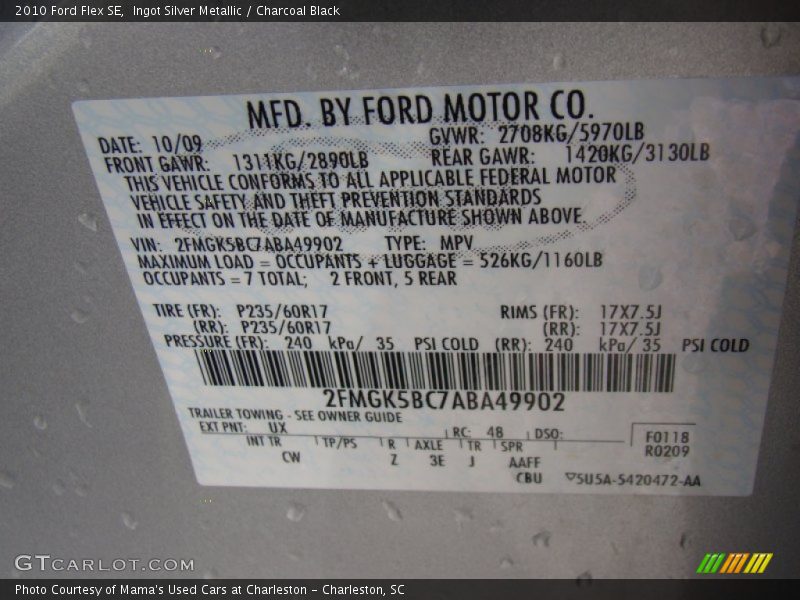 2010 Ford Flex SE,  Ingot Silver Metallic / Charcoal Black
MFD. BY FORD MOTOR CO.
DATE: 10/09 GVWR: 2708KG/5970LB
FRONT GAWR: 1311KG/2890LB REAR GAWR: 1420KG/3130LB
THIS VEHICLE CONFORMS TO ALL APPLICABLE FEDERAL MOTOR
VEHICLE SAFETY AND THEFT PREVENTION STANDARDS
IN EFFECT ON THE DATE OF MANUFACTURE SHOWN ABOVE.
VIN: 2FMGK5BC7ABA49902 TYPE: MPV
MAXIMUM LOAD = OCCUPANTS + LUGGAGE = 526KG/1160LB
OCCUPANTS = 7 TOTAL; 2 FRONT, 5 REAR
TIRE (FR): P235/60R17 RIMS (FR): 17X7.5J
(RR): P235/60R17 (RR): 17X7.5J
PRESSURE (FR): 240 kPa/ 35 PSI COLD (RR): 240 kPa/ 35 PSI COLD
2FMGK5BC7ABA49902
TRAILER TOWING - SEE OWNER GUIDE
EXT PNT: UX RC: 48 DSO: F0118
INT TR TP/PS R AXLE TR SPR R0209
CW Z 3E J AAFF
CBU ▽5U5A-5420472-AA
GTCARLOT.COM
Photo Courtesy of Mama's Used Cars at Charleston - Charleston, SC